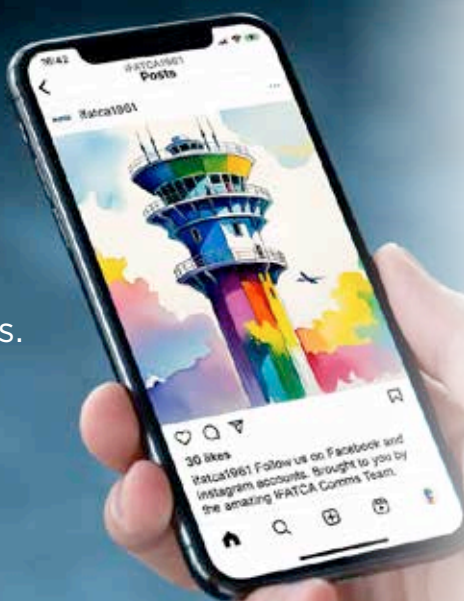 16:42
IFATCA1961
Posts
ifatca1961
s.
30 likes
ifatca1961 Follow us on Facebook and
instagram accounts. Brought to you by
the amazing IFATCA Comms Team.